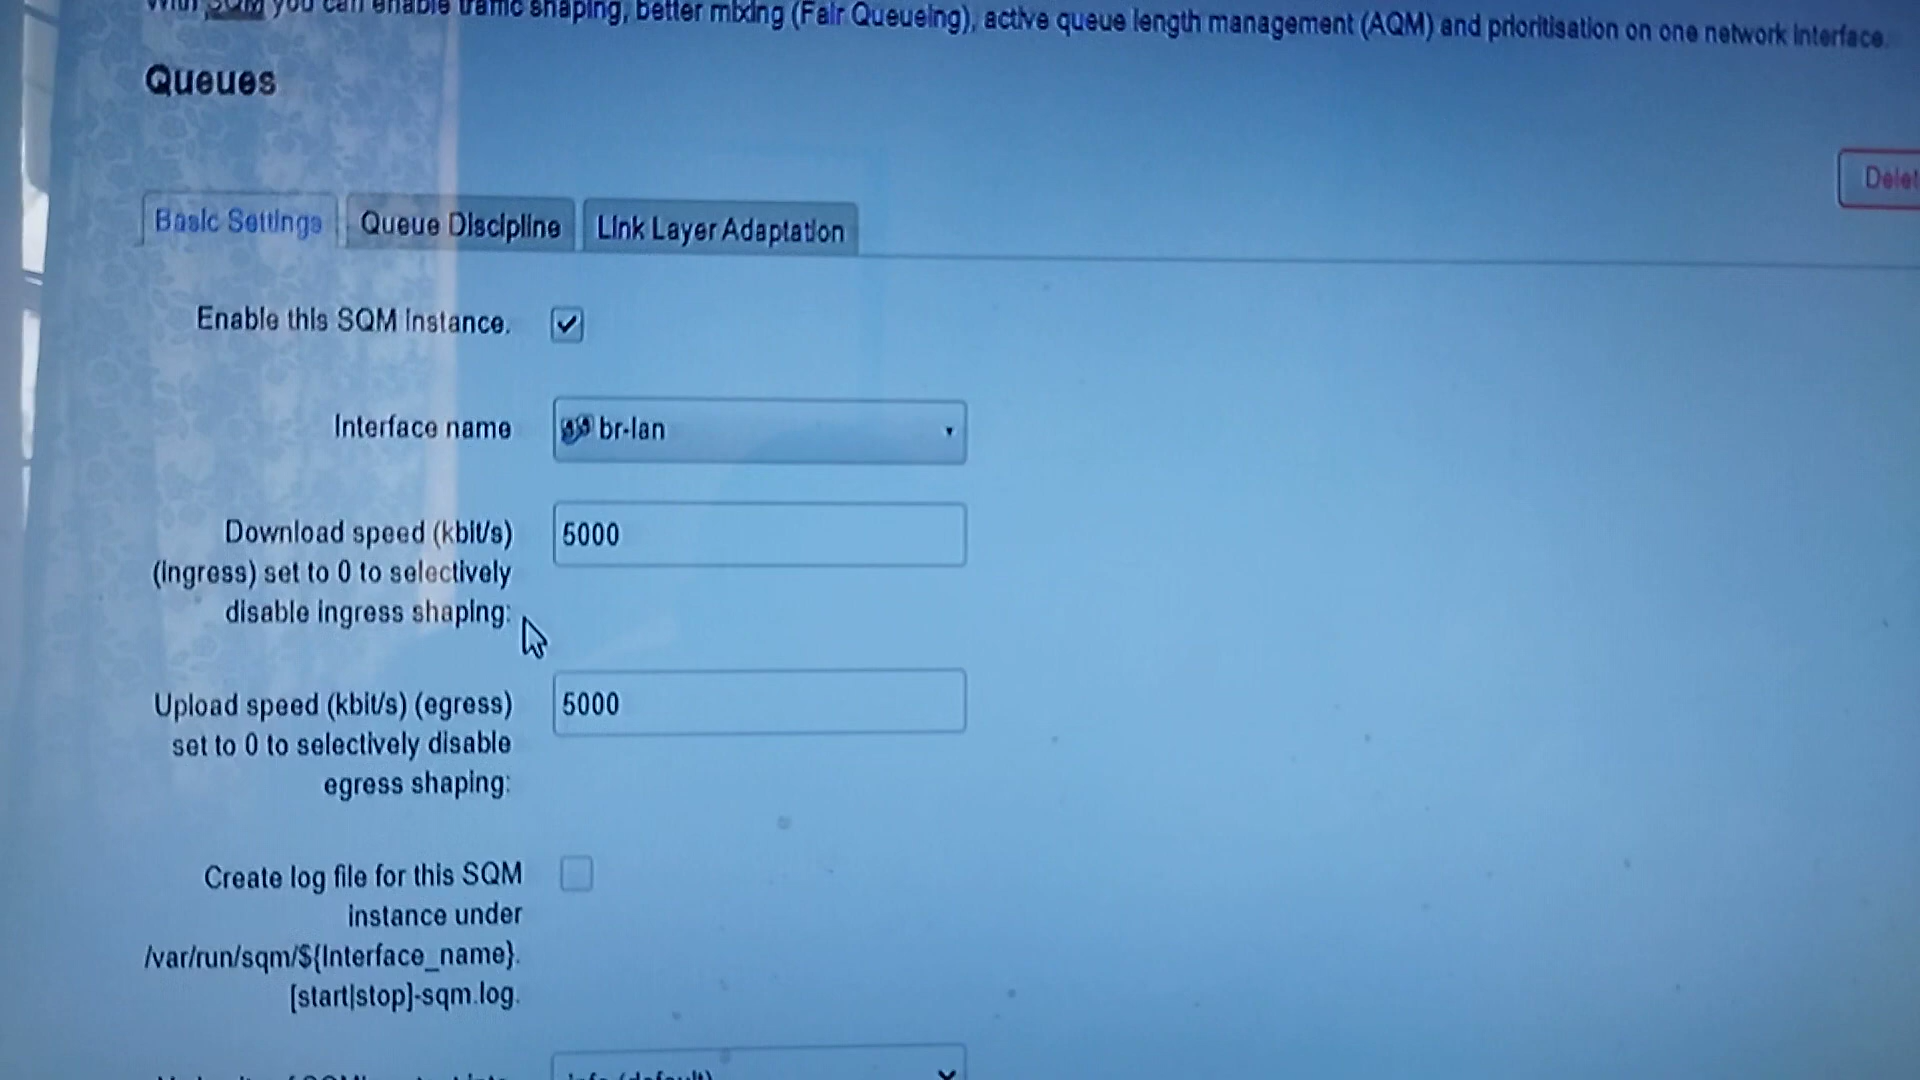 With SQM you can enable traffic shaping, better mixing (Fair Queueing), active queue length management (AQM) and prioritisation on one network interface.
Queues
Delet
Basic Settings
Queue Discipline
Link Layer Adaptation
Enable this SQM instance.
Interface name
br-lan
Download speed (kbit/s)
(ingress) set to 0 to selectively
disable ingress shaping:
5000
Upload speed (kbit/s) (egress)
set to 0 to selectively disable
egress shaping:
5000
Create log file for this SQM
instance under
/var/run/sqm/${Interface_name}.
[start|stop]-sqm.log.
info (default)